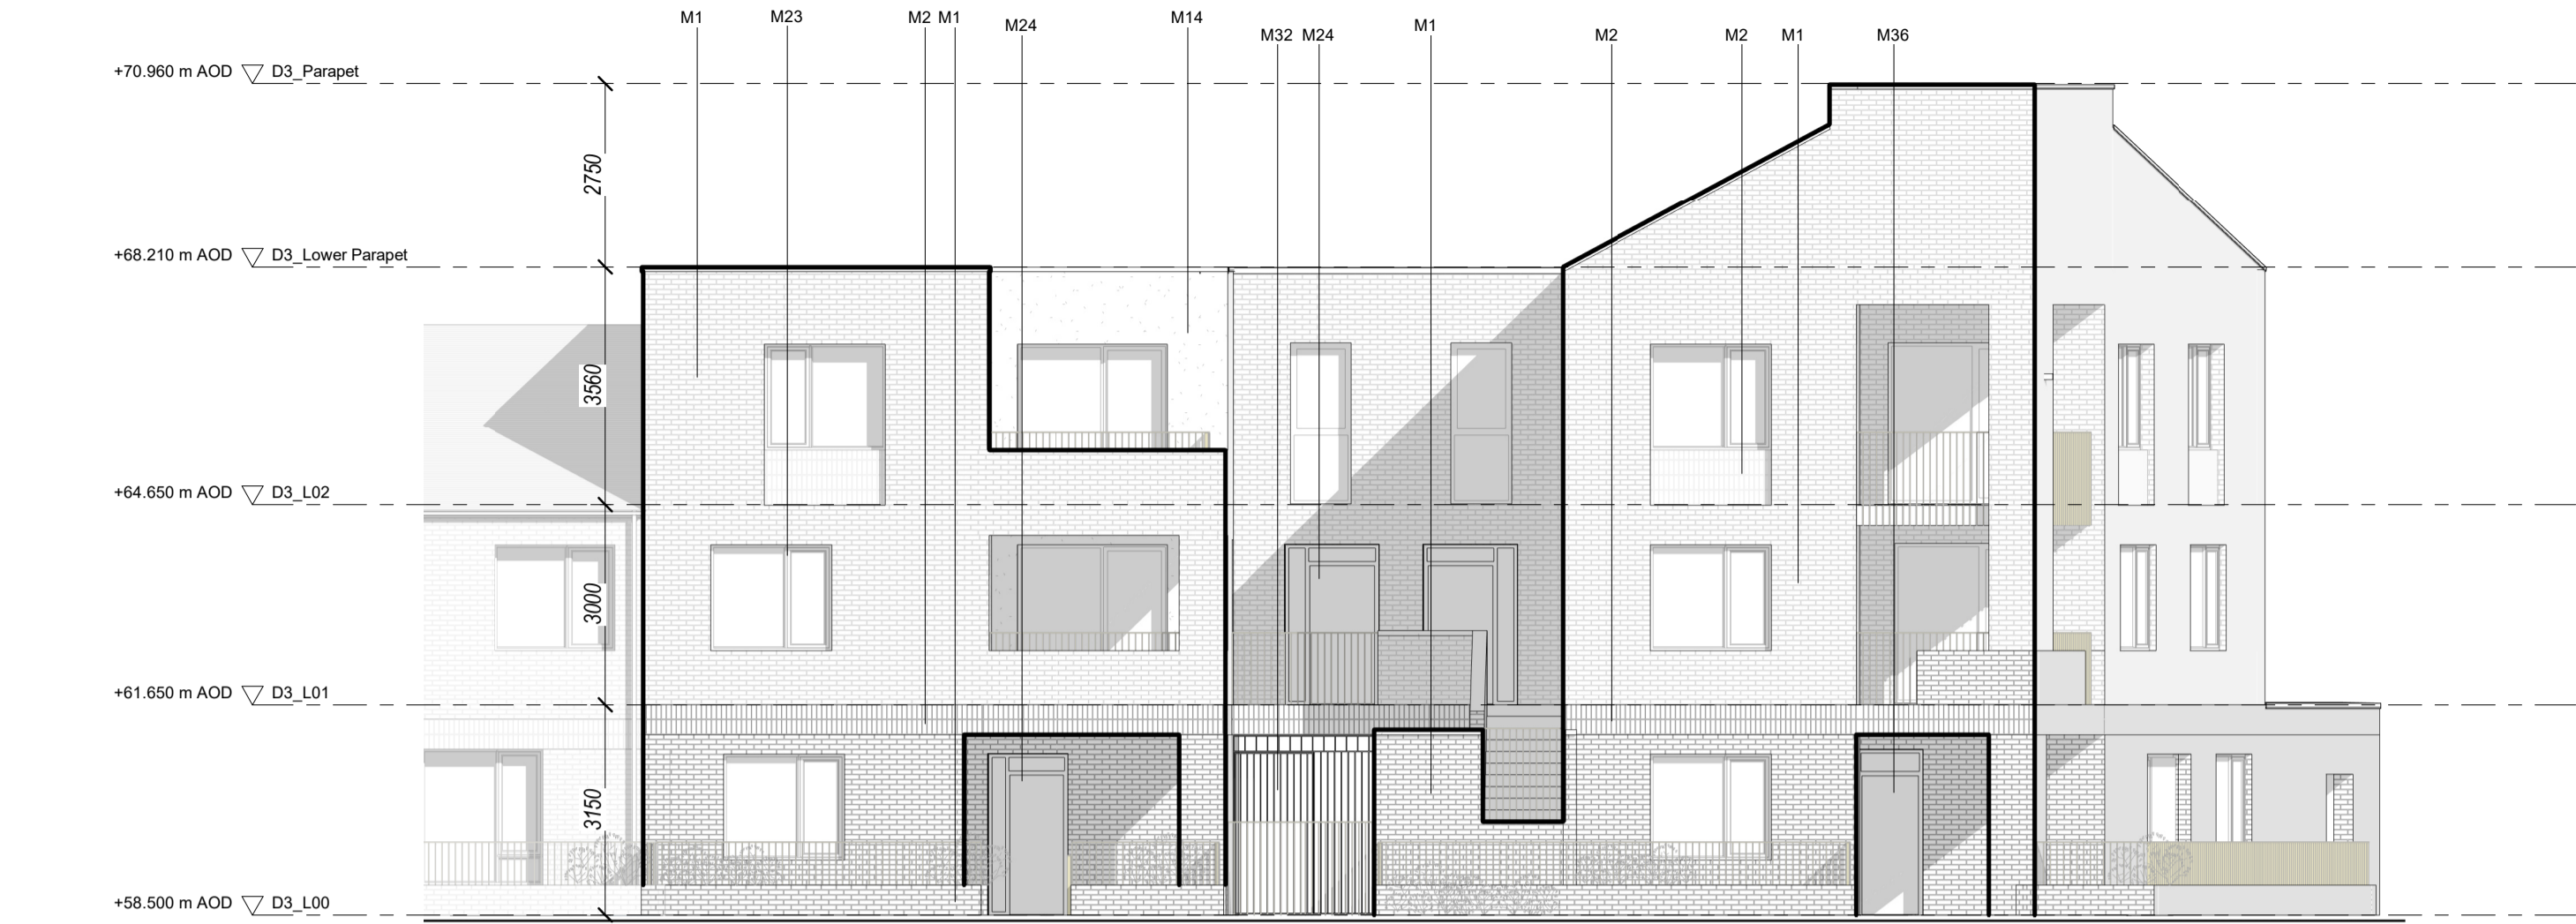 M1 M23 M2 M1 M24 M14 M32 M24 M1 M2 M2 M1 M36
+70.960 m AOD D3_Parapet
2750
+68.210 m AOD D3_Lower Parapet
3560
+64.650 m AOD D3_L02
3000
+61.650 m AOD D3_L01
3150
+58.500 m AOD D3_L00